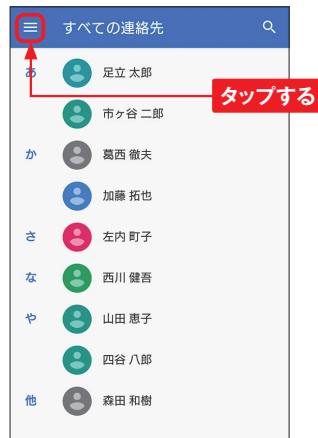 すべての連絡先
あ 足立 太郎
タップする
市ヶ谷 二郎
か 葛西 徹夫
加藤 拓也
さ 左内 町子
な 西川 健吾
や 山田 恵子
四谷 八郎
他 森田 和樹